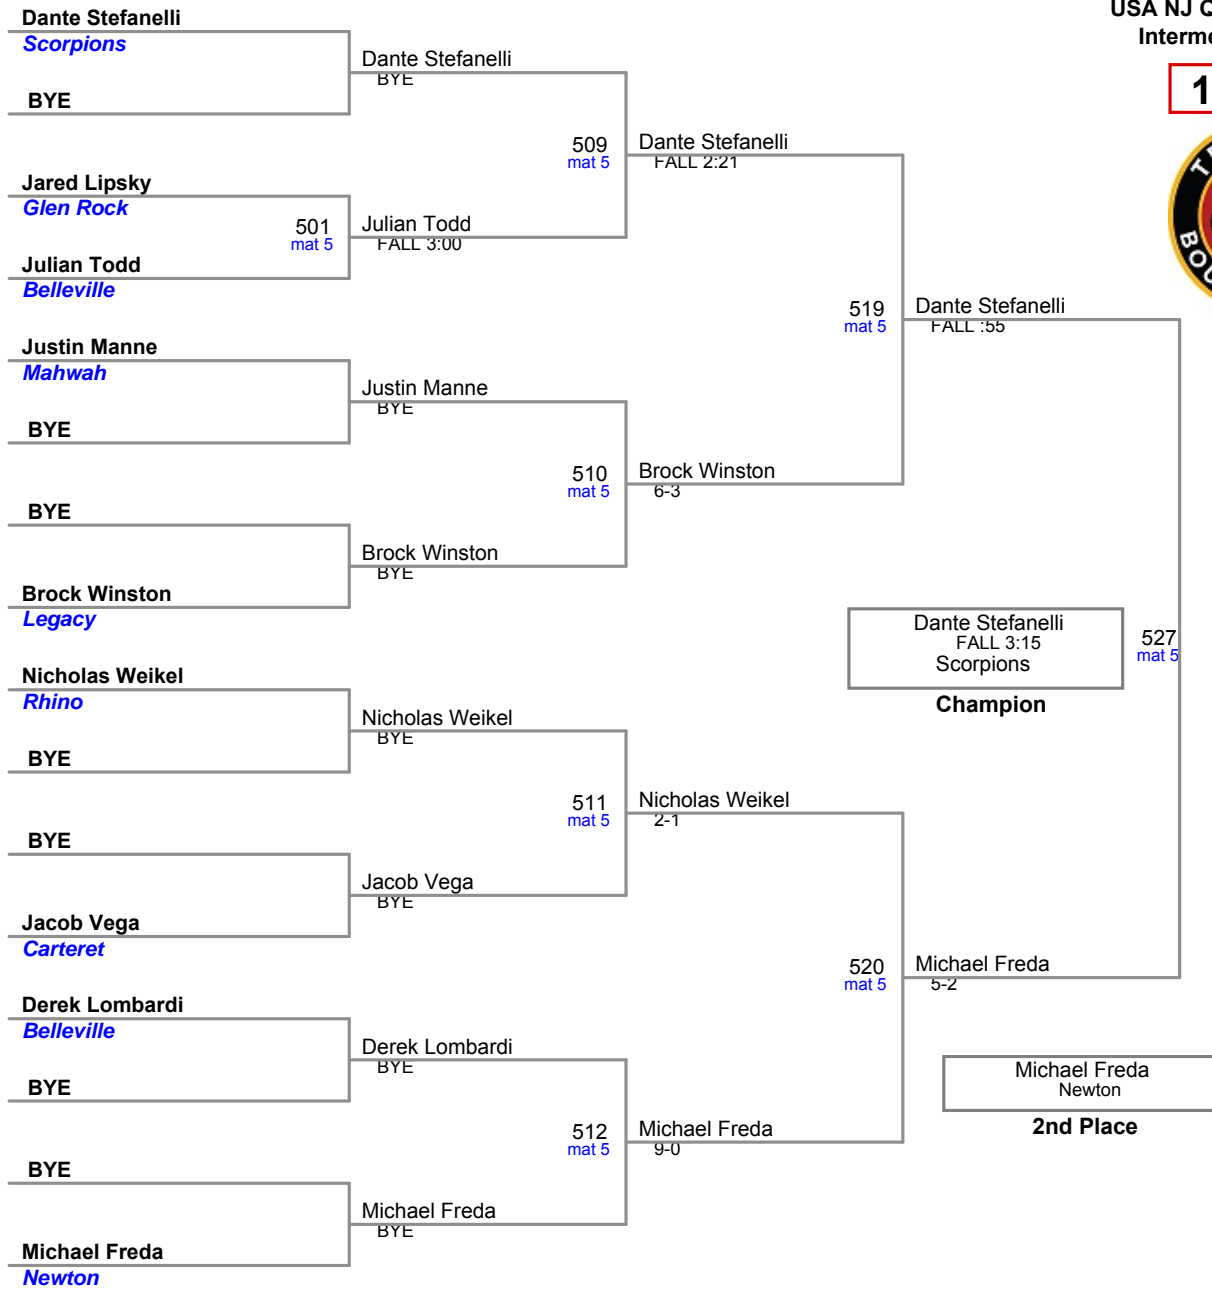 Dante Stefanelli
Scorpions
BYE
Jared Lipsky
Glen Rock
Julian Todd
Belleville
Justin Manne
Mahwah
BYE
BYE
Brock Winston
Legacy
Nicholas Weikel
Rhino
BYE
BYE
Jacob Vega
Carteret
Derek Lombardi
Belleville
BYE
BYE
Michael Freda
Newton
501
mat 5
Dante Stefanelli
BYE
Julian Todd
FALL 3:00
Justin Manne
BYE
Brock Winston
BYE
Nicholas Weikel
BYE
Jacob Vega
BYE
Derek Lombardi
BYE
Michael Freda
BYE
509
mat 5
510
mat 5
511
mat 5
512
mat 5
Dante Stefanelli
FALL 2:21
Brock Winston
6-3
Nicholas Weikel
2-1
Michael Freda
9-0
519
mat 5
520
mat 5
Dante Stefanelli
FALL :55
Michael Freda
5-2
527
mat 5
Dante Stefanelli
FALL 3:15
Scorpions
Champion
Michael Freda
Newton
2nd Place
USA NJ Q
Interme
1